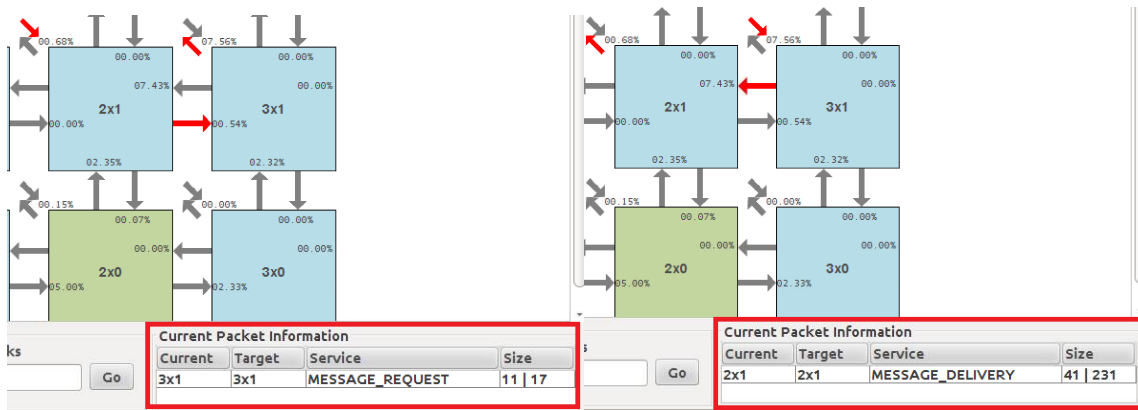 00.68% 07.56%
00.00% 00.00%
07.43% 00.00%
2x1 3x1
00.00% 00.54%
02.35% 02.32%
00.15% 00.00%
00.07% 00.00%
00.00% 00.00%
2x0 3x0
05.00% 02.33%
ks
Go
Current Packet Information
Current Target Service Size
3x1 3x1 MESSAGE_REQUEST 11 | 17
00.68% 07.56%
00.00% 00.00%
07.43% 00.00%
2x1 3x1
00.00% 00.54%
02.35% 02.32%
00.15% 00.00%
00.07% 00.00%
00.00% 00.00%
2x0 3x0
05.00% 02.33%
Go
Current Packet Information
Current Target Service Size
2x1 2x1 MESSAGE_DELIVERY 41 | 231